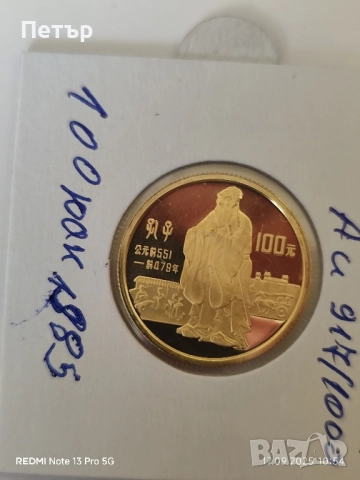 Петър
100 юан 1985
Au 917/1000
孔子
公元前551
—前479年
100元
REDMI Note 13 Pro 5G
bazar